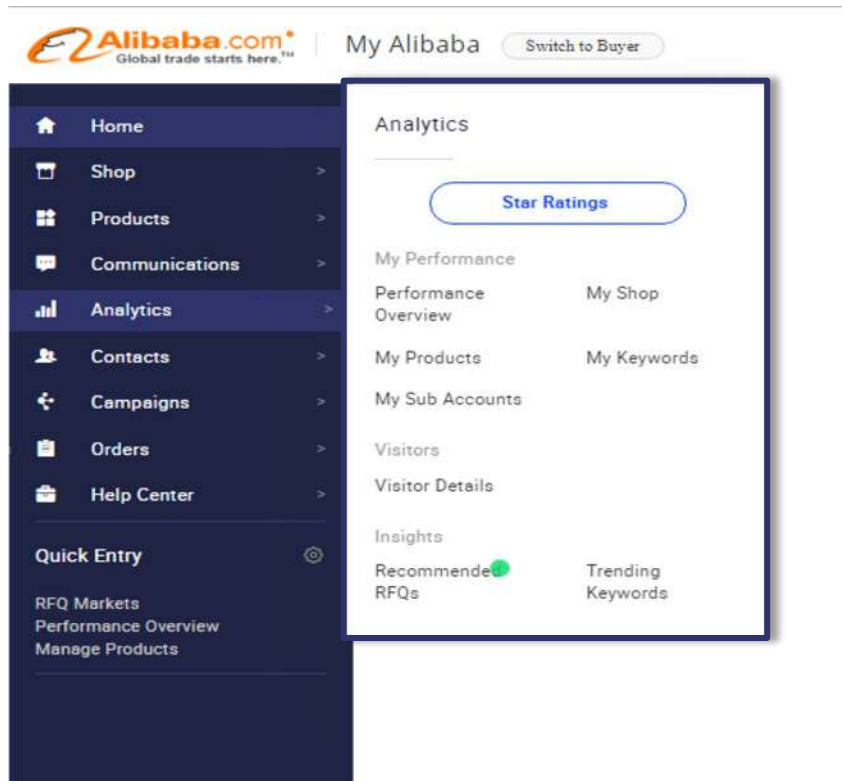 Alibaba.com™
Global trade starts here.
My Alibaba
Switch to Buyer
Home
Shop >
Products >
Communications >
Analytics >
Contacts >
Campaigns >
Orders >
Help Center >
Quick Entry
RFQ Markets
Performance Overview
Manage Products
Analytics
Star Ratings
My Performance
Performance
Overview
My Shop
My Products
My Keywords
My Sub Accounts
Visitors
Visitor Details
Insights
Recommended
RFQs
Trending
Keywords